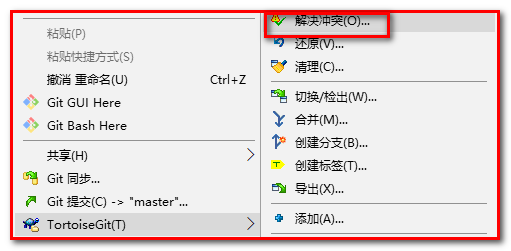 粘贴(P)
粘贴快捷方式(S)
撤消 重命名(U) Ctrl+Z
Git GUI Here
Git Bash Here
共享(H)
Git 同步...
Git 提交(C) -> "master"...
TortoiseGit(T)
解决冲突(O)...
还原(V)...
清理(C)...
切换/检出(W)...
合并(M)...
创建分支(B)...
创建标签(T)...
导出(X)...
添加(A)...